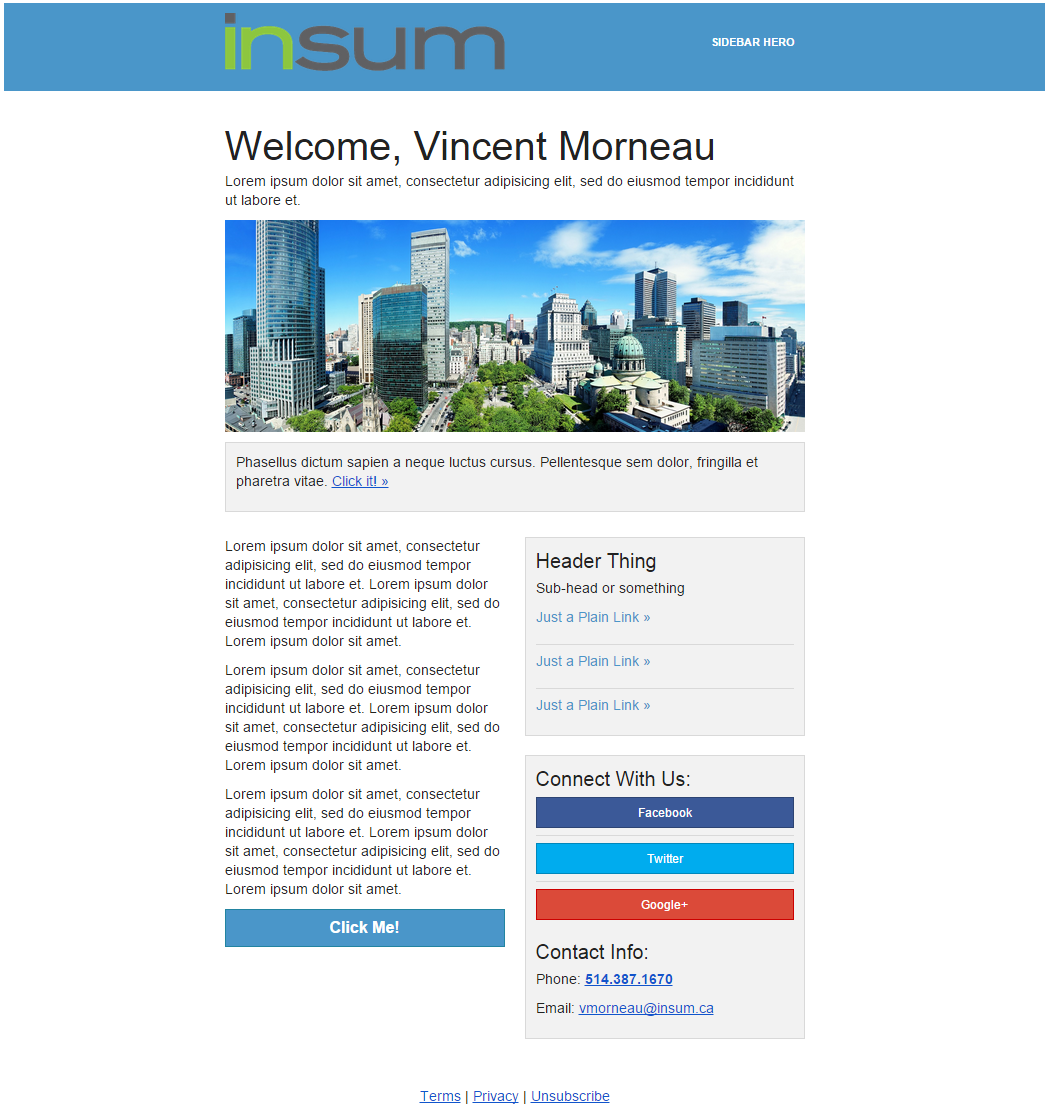 insum
SIDEBAR HERO
Welcome, Vincent Morneau
Lorem ipsum dolor sit amet, consectetur adipisicing elit, sed do eiusmod tempor incididunt
ut labore et.
Phasellus dictum sapien a neque luctus cursus. Pellentesque sem dolor, fringilla et
pharetra vitae. Click it! »
Lorem ipsum dolor sit amet, consectetur
adipisicing elit, sed do eiusmod tempor
incididunt ut labore et. Lorem ipsum dolor
sit amet, consectetur adipisicing elit, sed do
eiusmod tempor incididunt ut labore et.
Lorem ipsum dolor sit amet.
Lorem ipsum dolor sit amet, consectetur
adipisicing elit, sed do eiusmod tempor
incididunt ut labore et. Lorem ipsum dolor
sit amet, consectetur adipisicing elit, sed do
eiusmod tempor incididunt ut labore et.
Lorem ipsum dolor sit amet.
Lorem ipsum dolor sit amet, consectetur
adipisicing elit, sed do eiusmod tempor
incididunt ut labore et. Lorem ipsum dolor
sit amet, consectetur adipisicing elit, sed do
eiusmod tempor incididunt ut labore et.
Lorem ipsum dolor sit amet.
Click Me!
Header Thing
Sub-head or something
Just a Plain Link »
Just a Plain Link »
Just a Plain Link »
Connect With Us:
Facebook
Twitter
Google+
Contact Info:
Phone: 514.387.1670
Email: vmorneau@insum.ca
Terms | Privacy | Unsubscribe